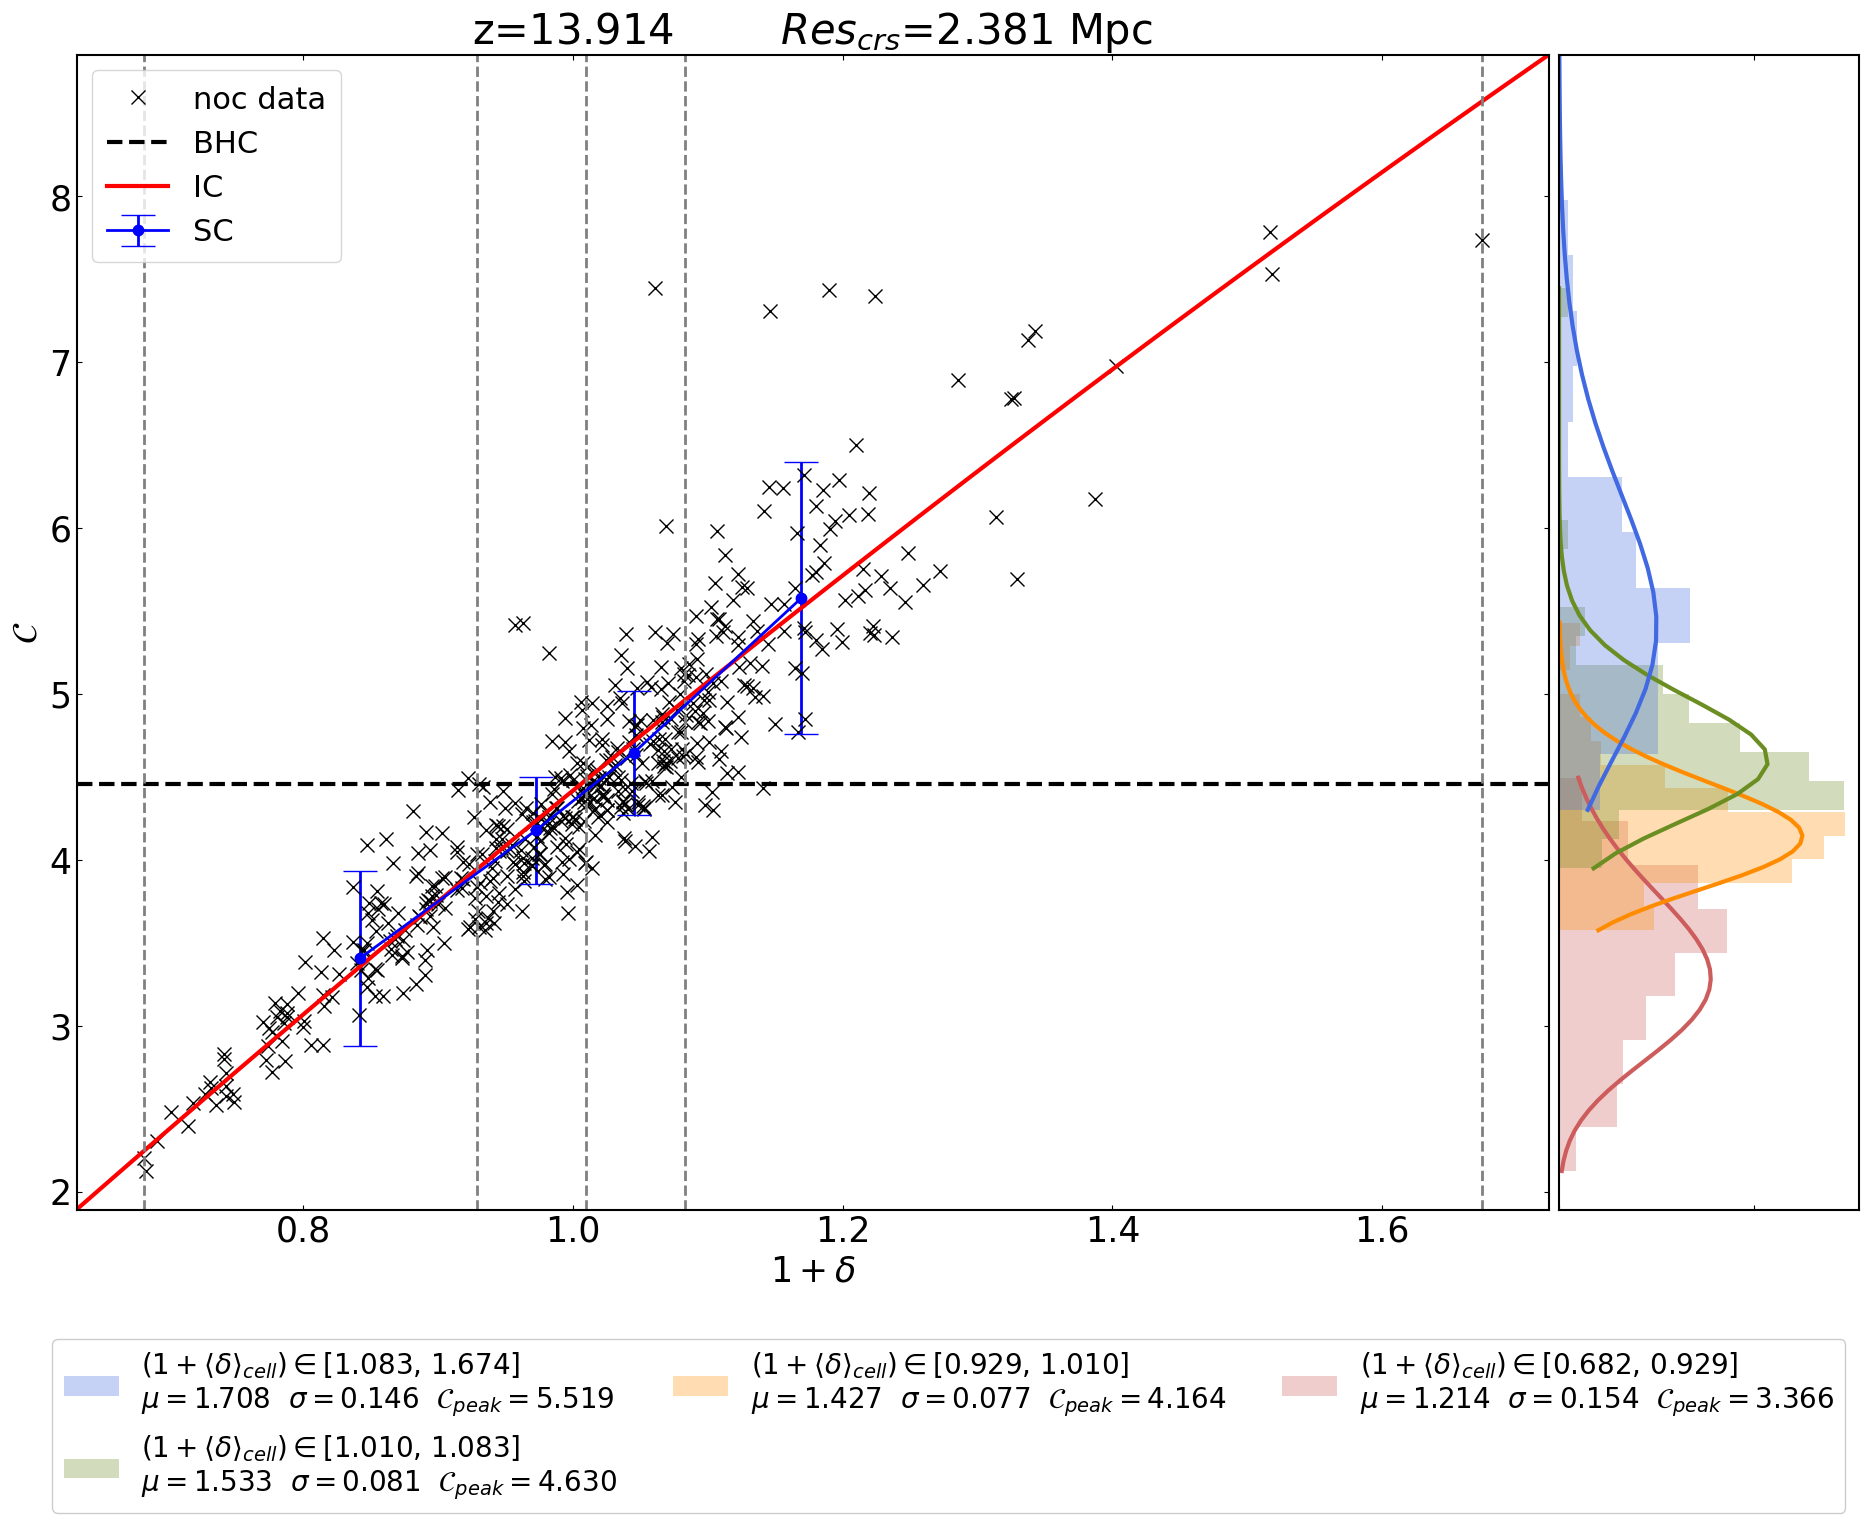 z=13.914 Res_crs=2.381 Mpc
noc data
BHC
IC
SC
8
7
6
5
4
3
2
𝒞
0.8 1.0 1.2 1.4 1.6
1 + δ
(1 + ⟨δ⟩_cell) ∈ [1.083, 1.674]
μ = 1.708 σ = 0.146 𝒞_peak = 5.519
(1 + ⟨δ⟩_cell) ∈ [1.010, 1.083]
μ = 1.533 σ = 0.081 𝒞_peak = 4.630
(1 + ⟨δ⟩_cell) ∈ [0.929, 1.010]
μ = 1.427 σ = 0.077 𝒞_peak = 4.164
(1 + ⟨δ⟩_cell) ∈ [0.682, 0.929]
μ = 1.214 σ = 0.154 𝒞_peak = 3.366